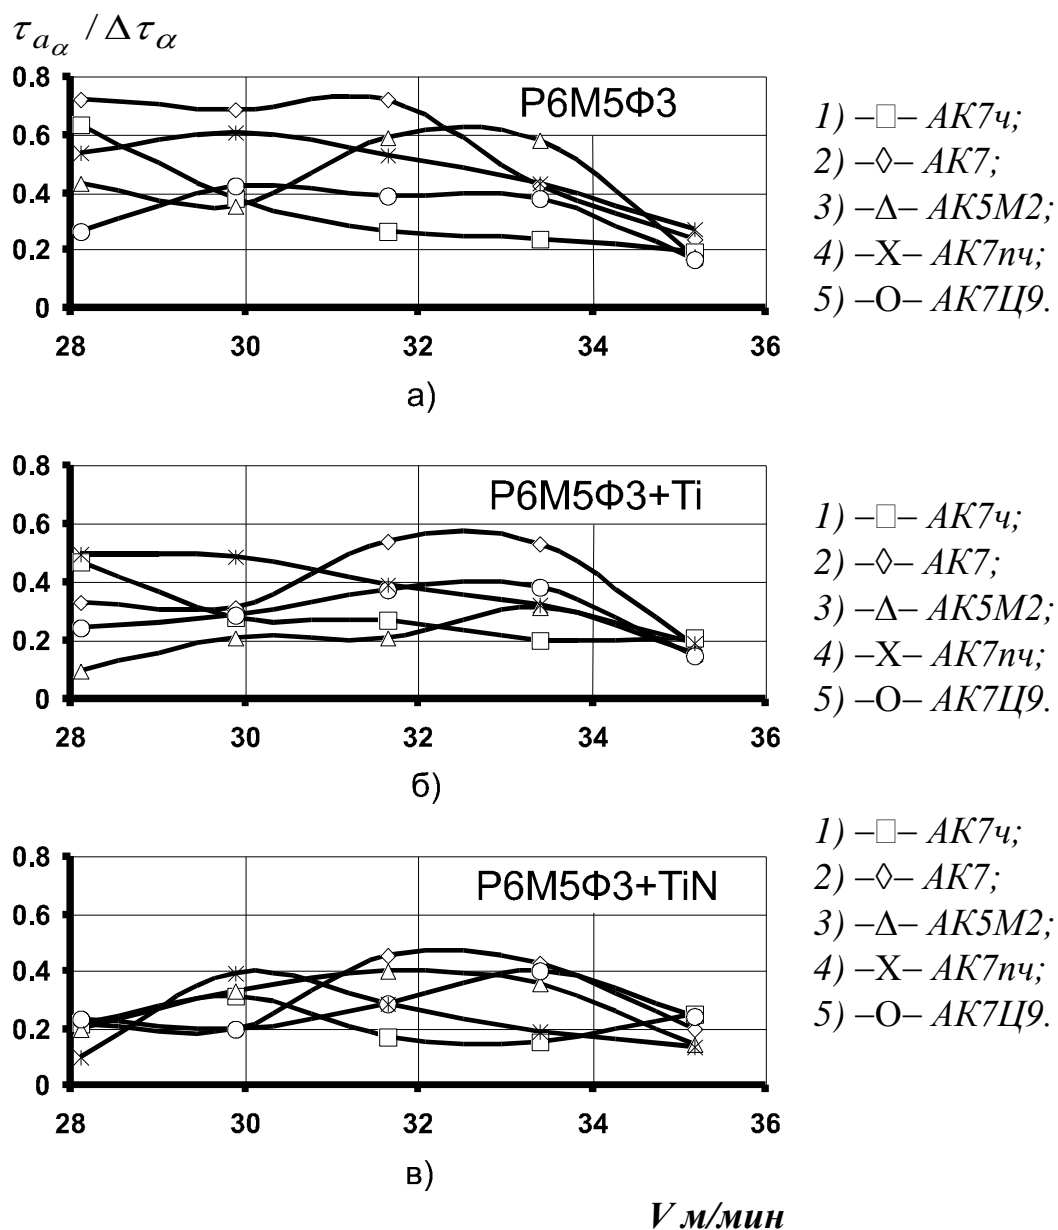 τaα / Δτα
0.8
0.6
0.4
0.2
0
Р6М5Ф3
28 30 32 34 36
а)
1) –□– АК7ч;
2) –◊– АК7;
3) –Δ– АК5М2;
4) –Х– АК7пч;
5) –О– АК7Ц9.
0.8
0.6
0.4
0.2
0
Р6М5Ф3+Ti
28 30 32 34 36
б)
1) –□– АК7ч;
2) –◊– АК7;
3) –Δ– АК5М2;
4) –Х– АК7пч;
5) –О– АК7Ц9.
0.8
0.6
0.4
0.2
0
Р6М5Ф3+TiN
28 30 32 34 36
в)
1) –□– АК7ч;
2) –◊– АК7;
3) –Δ– АК5М2;
4) –Х– АК7пч;
5) –О– АК7Ц9.
V м/мин